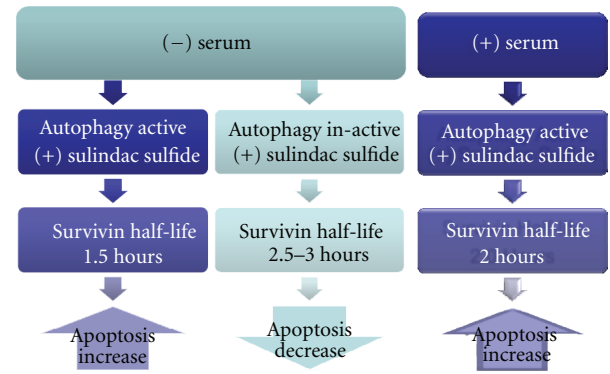 (−) serum
(+) serum
Autophagy active
(+) sulindac sulfide
Autophagy in-active
(+) sulindac sulfide
Autophagy active
(+) sulindac sulfide
Survivin half-life
1.5 hours
Survivin half-life
2.5–3 hours
Survivin half-life
2 hours
Apoptosis
increase
Apoptosis
decrease
Apoptosis
increase